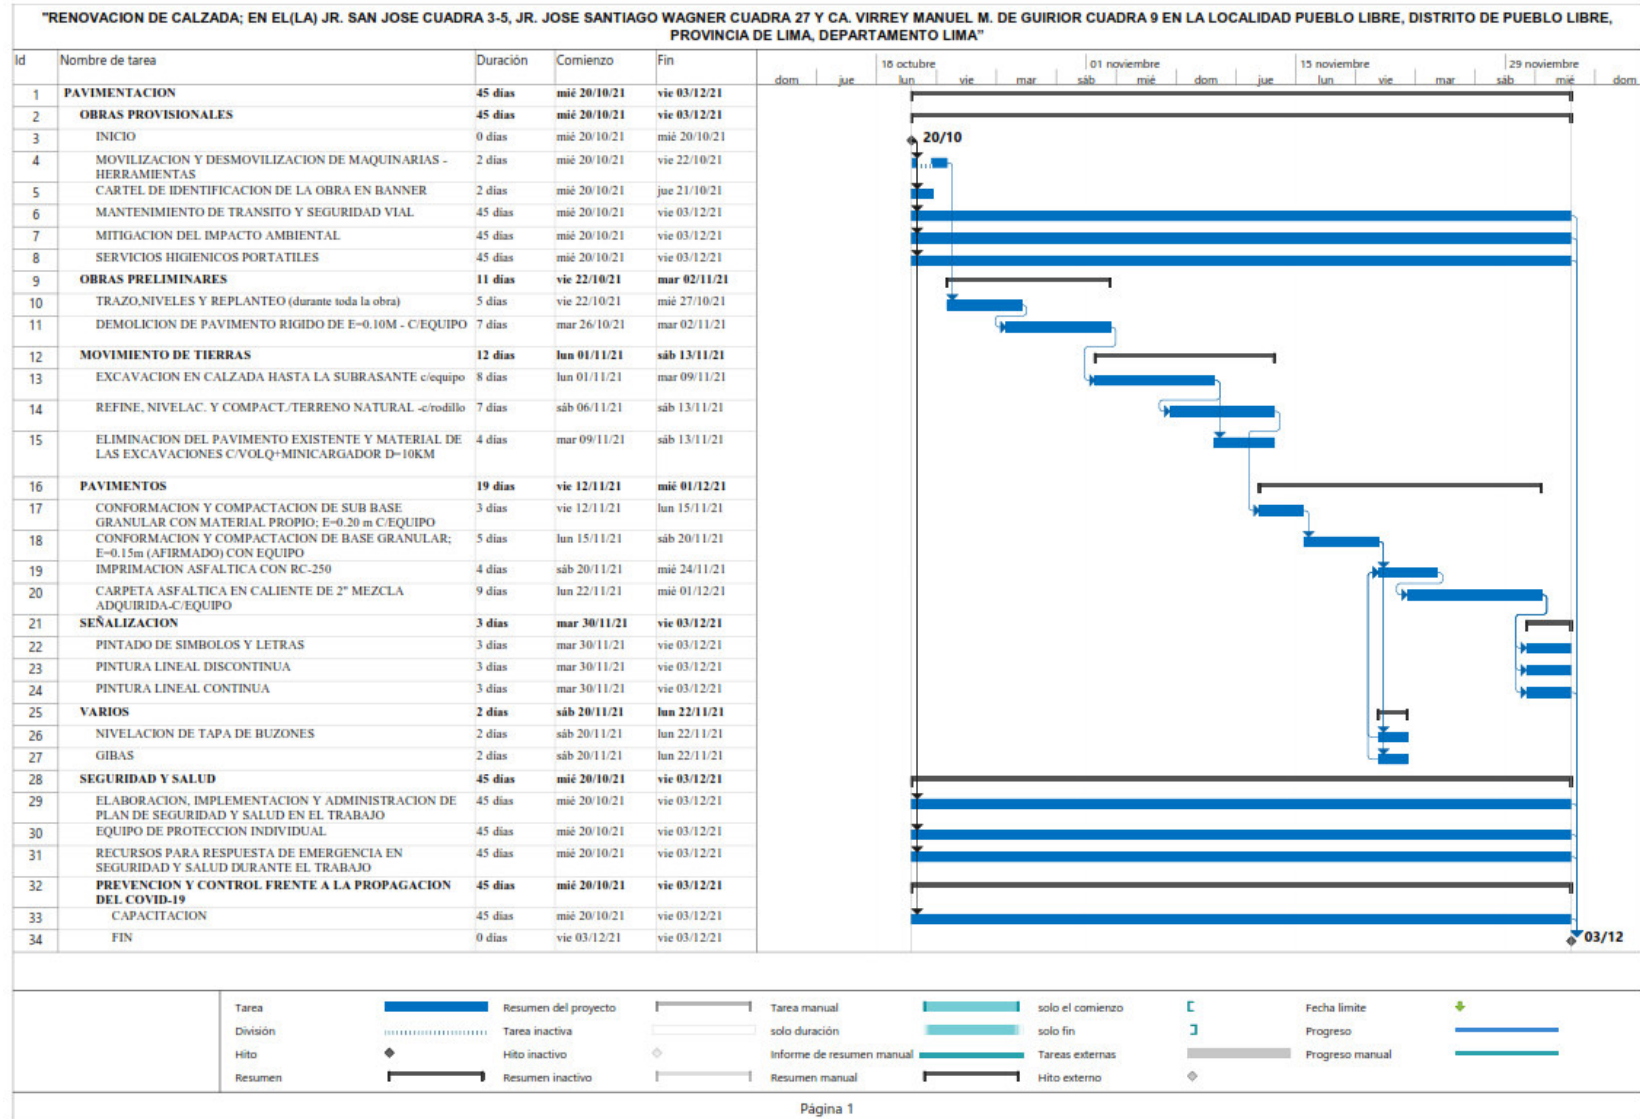 "RENOVACION DE CALZADA; EN EL(LA) JR. SAN JOSE CUADRA 3-5, JR. JOSE SANTIAGO WAGNER CUADRA 27 Y CA. VIRREY MANUEL M. DE GUIRIOR CUADRA 9 EN LA LOCALIDAD PUEBLO LIBRE, DISTRITO DE PUEBLO LIBRE,
PROVINCIA DE LIMA, DEPARTAMENTO LIMA"
Id Nombre de tarea Duración Comienzo Fin
18 octubre 01 noviembre 15 noviembre 29 noviembre
dom jue lun vie mar sáb mié dom jue lun vie mar sáb mié dom
1 PAVIMENTACION 45 días mié 20/10/21 vie 03/12/21
2 OBRAS PROVISIONALES 45 días mié 20/10/21 vie 03/12/21
3 INICIO 0 días mié 20/10/21 mié 20/10/21 20/10
4 MOVILIZACION Y DESMOVILIZACION DE MAQUINARIAS - 2 días mié 20/10/21 vie 22/10/21
HERRAMIENTAS
5 CARTEL DE IDENTIFICACION DE LA OBRA EN BANNER 2 días mié 20/10/21 jue 21/10/21
6 MANTENIMIENTO DE TRANSITO Y SEGURIDAD VIAL 45 días mié 20/10/21 vie 03/12/21
7 MITIGACION DEL IMPACTO AMBIENTAL 45 días mié 20/10/21 vie 03/12/21
8 SERVICIOS HIGIENICOS PORTATILES 45 días mié 20/10/21 vie 03/12/21
9 OBRAS PRELIMINARES 11 días vie 22/10/21 mar 02/11/21
10 TRAZO,NIVELES Y REPLANTEO (durante toda la obra) 5 días vie 22/10/21 mié 27/10/21
11 DEMOLICION DE PAVIMENTO RIGIDO DE E=0.10M - C/EQUIPO 7 días mar 26/10/21 mar 02/11/21
12 MOVIMIENTO DE TIERRAS 12 días lun 01/11/21 sáb 13/11/21
13 EXCAVACION EN CALZADA HASTA LA SUBRASANTE c/equipo 8 días lun 01/11/21 mar 09/11/21
14 REFINE, NIVELAC. Y COMPACT./TERRENO NATURAL -c/rodillo 7 días sáb 06/11/21 sáb 13/11/21
15 ELIMINACION DEL PAVIMENTO EXISTENTE Y MATERIAL DE 4 días mar 09/11/21 sáb 13/11/21
LAS EXCAVACIONES C/VOLQ+MINICARGADOR D=10KM
16 PAVIMENTOS 19 días vie 12/11/21 mié 01/12/21
17 CONFORMACION Y COMPACTACION DE SUB BASE 3 días vie 12/11/21 lun 15/11/21
GRANULAR CON MATERIAL PROPIO; E=0.20 m C/EQUIPO
18 CONFORMACION Y COMPACTACION DE BASE GRANULAR; 5 días lun 15/11/21 sáb 20/11/21
E=0.15m (AFIRMADO) CON EQUIPO
19 IMPRIMACION ASFALTICA CON RC-250 4 días sáb 20/11/21 mié 24/11/21
20 CARPETA ASFALTICA EN CALIENTE DE 2" MEZCLA 9 días lun 22/11/21 mié 01/12/21
ADQUIRIDA-C/EQUIPO
21 SEÑALIZACION 3 días mar 30/11/21 vie 03/12/21
22 PINTADO DE SIMBOLOS Y LETRAS 3 días mar 30/11/21 vie 03/12/21
23 PINTURA LINEAL DISCONTINUA 3 días mar 30/11/21 vie 03/12/21
24 PINTURA LINEAL CONTINUA 3 días mar 30/11/21 vie 03/12/21
25 VARIOS 2 días sáb 20/11/21 lun 22/11/21
26 NIVELACION DE TAPA DE BUZONES 2 días sáb 20/11/21 lun 22/11/21
27 GIBAS 2 días sáb 20/11/21 lun 22/11/21
28 SEGURIDAD Y SALUD 45 días mié 20/10/21 vie 03/12/21
29 ELABORACION, IMPLEMENTACION Y ADMINISTRACION DE 45 días mié 20/10/21 vie 03/12/21
PLAN DE SEGURIDAD Y SALUD EN EL TRABAJO
30 EQUIPO DE PROTECCION INDIVIDUAL 45 días mié 20/10/21 vie 03/12/21
31 RECURSOS PARA RESPUESTA DE EMERGENCIA EN 45 días mié 20/10/21 vie 03/12/21
SEGURIDAD Y SALUD DURANTE EL TRABAJO
32 PREVENCION Y CONTROL FRENTE A LA PROPAGACION 45 días mié 20/10/21 vie 03/12/21
DEL COVID-19
33 CAPACITACION 45 días mié 20/10/21 vie 03/12/21
34 FIN 0 días vie 03/12/21 vie 03/12/21 03/12
Tarea Resumen del proyecto Tarea manual solo el comienzo Fecha límite
División Tarea inactiva solo duración solo fin Progreso
Hito Hito inactivo Informe de resumen manual Tareas externas Progreso manual
Resumen Resumen inactivo Resumen manual Hito externo
Página 1